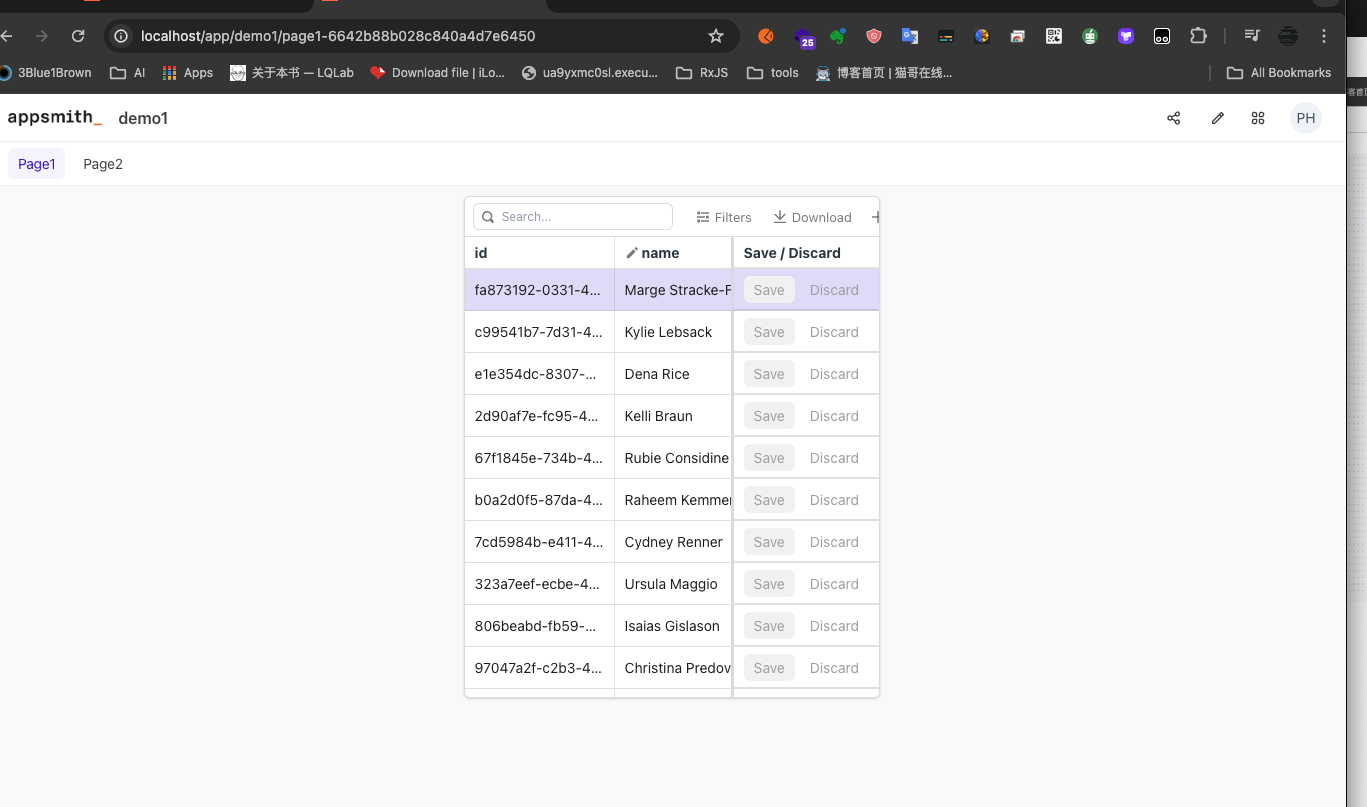 localhost/app/demo1/page1-6642b88b028c840a4d7e6450
25
3Blue1Brown AI Apps 关于本书 — LQLab Download file | iLo... ua9yxmc0sl.execu... RxJS tools 博客首页 | 猫哥在线... All Bookmarks
appsmith_ demo1 PH
Page1 Page2
Search... Filters Download
id name Save / Discard
fa873192-0331-4... Marge Stracke-F Save Discard
c99541b7-7d31-4... Kylie Lebsack Save Discard
e1e354dc-8307-... Dena Rice Save Discard
2d90af7e-fc95-4... Kelli Braun Save Discard
67f1845e-734b-4... Rubie Considine Save Discard
b0a2d0f5-87da-4... Raheem Kemmer Save Discard
7cd5984b-e411-4... Cydney Renner Save Discard
323a7eef-ecbe-4... Ursula Maggio Save Discard
806beabd-fb59-... Isaias Gislason Save Discard
97047a2f-c2b3-4... Christina Predov Save Discard